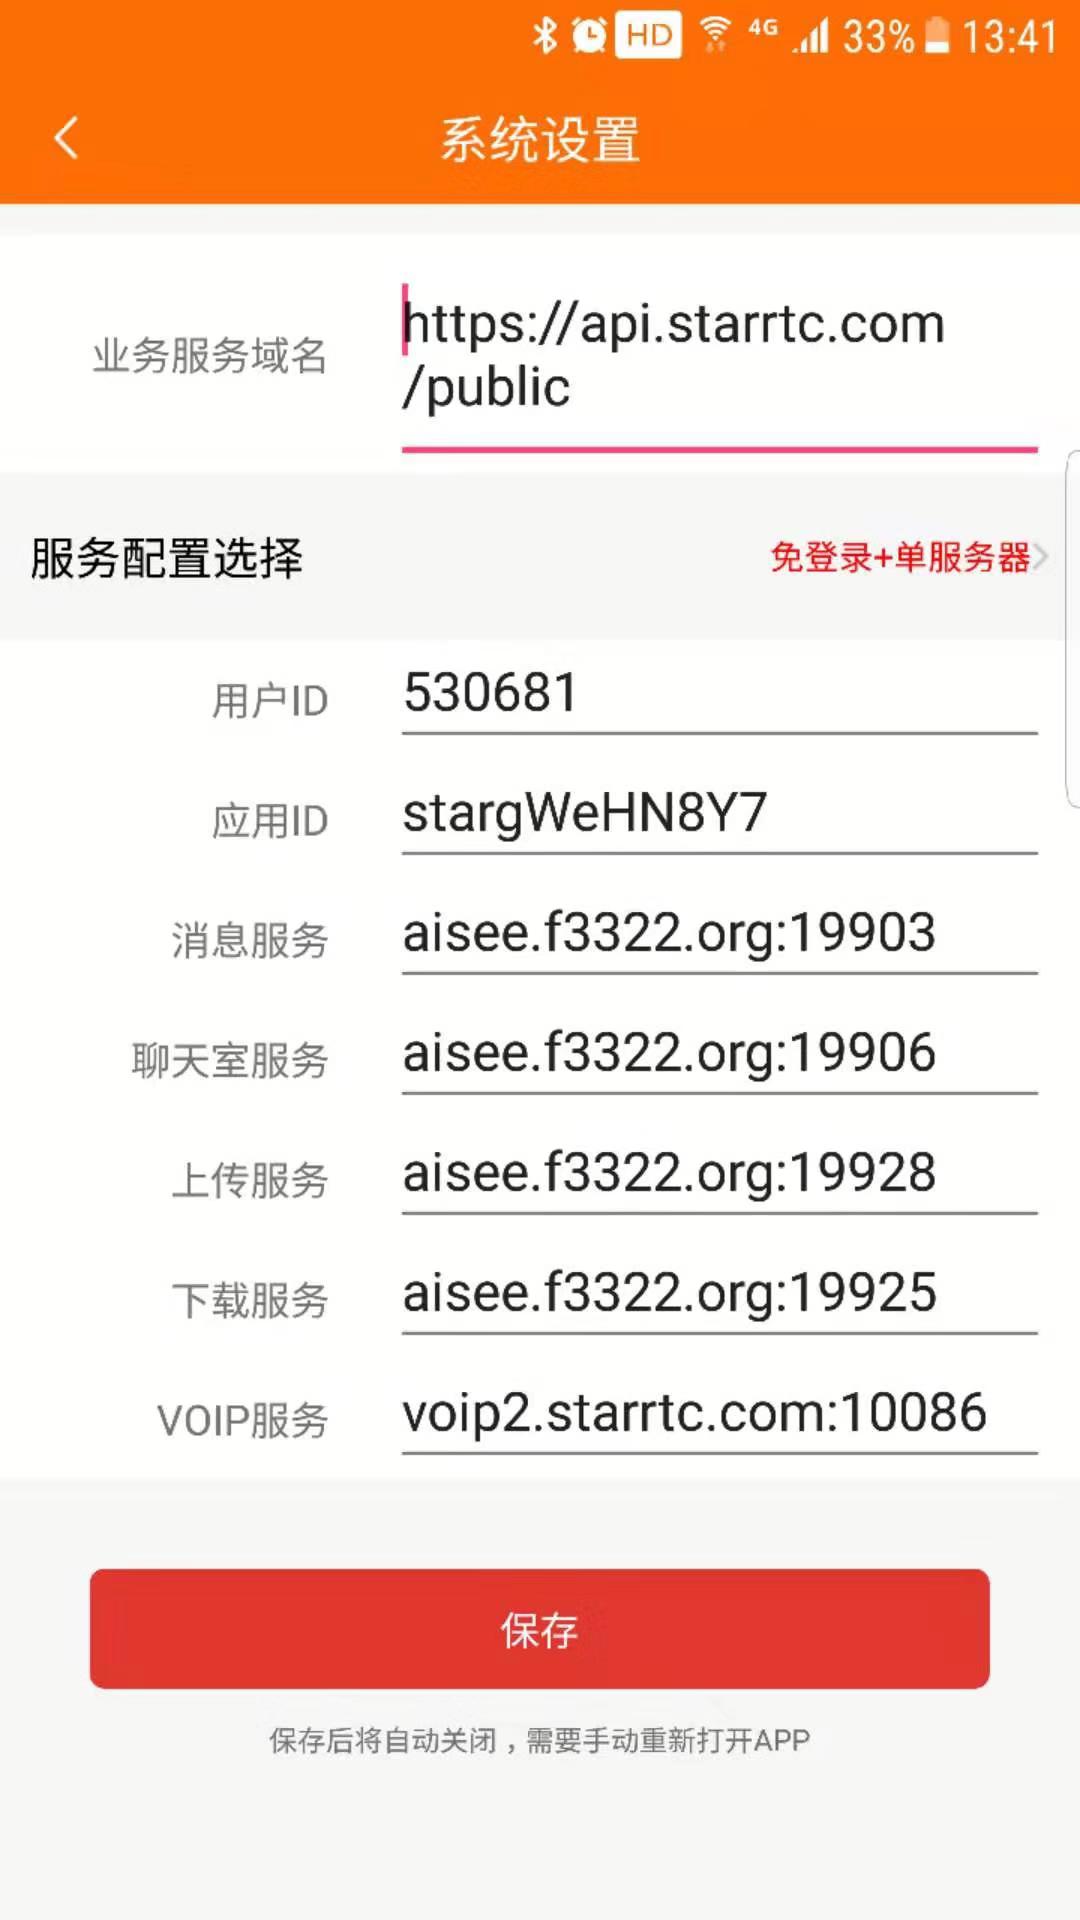 HD 4G 33% 13:41
系统设置
业务服务域名
https://api.starrtc.com
/public
服务配置选择
免登录+单服务器
用户ID
530681
应用ID
stargWeHN8Y7
消息服务
aisee.f3322.org:19903
聊天室服务
aisee.f3322.org:19906
上传服务
aisee.f3322.org:19928
下载服务
aisee.f3322.org:19925
VOIP服务
voip2.starrtc.com:10086
保存
保存后将自动关闭，需要手动重新打开APP